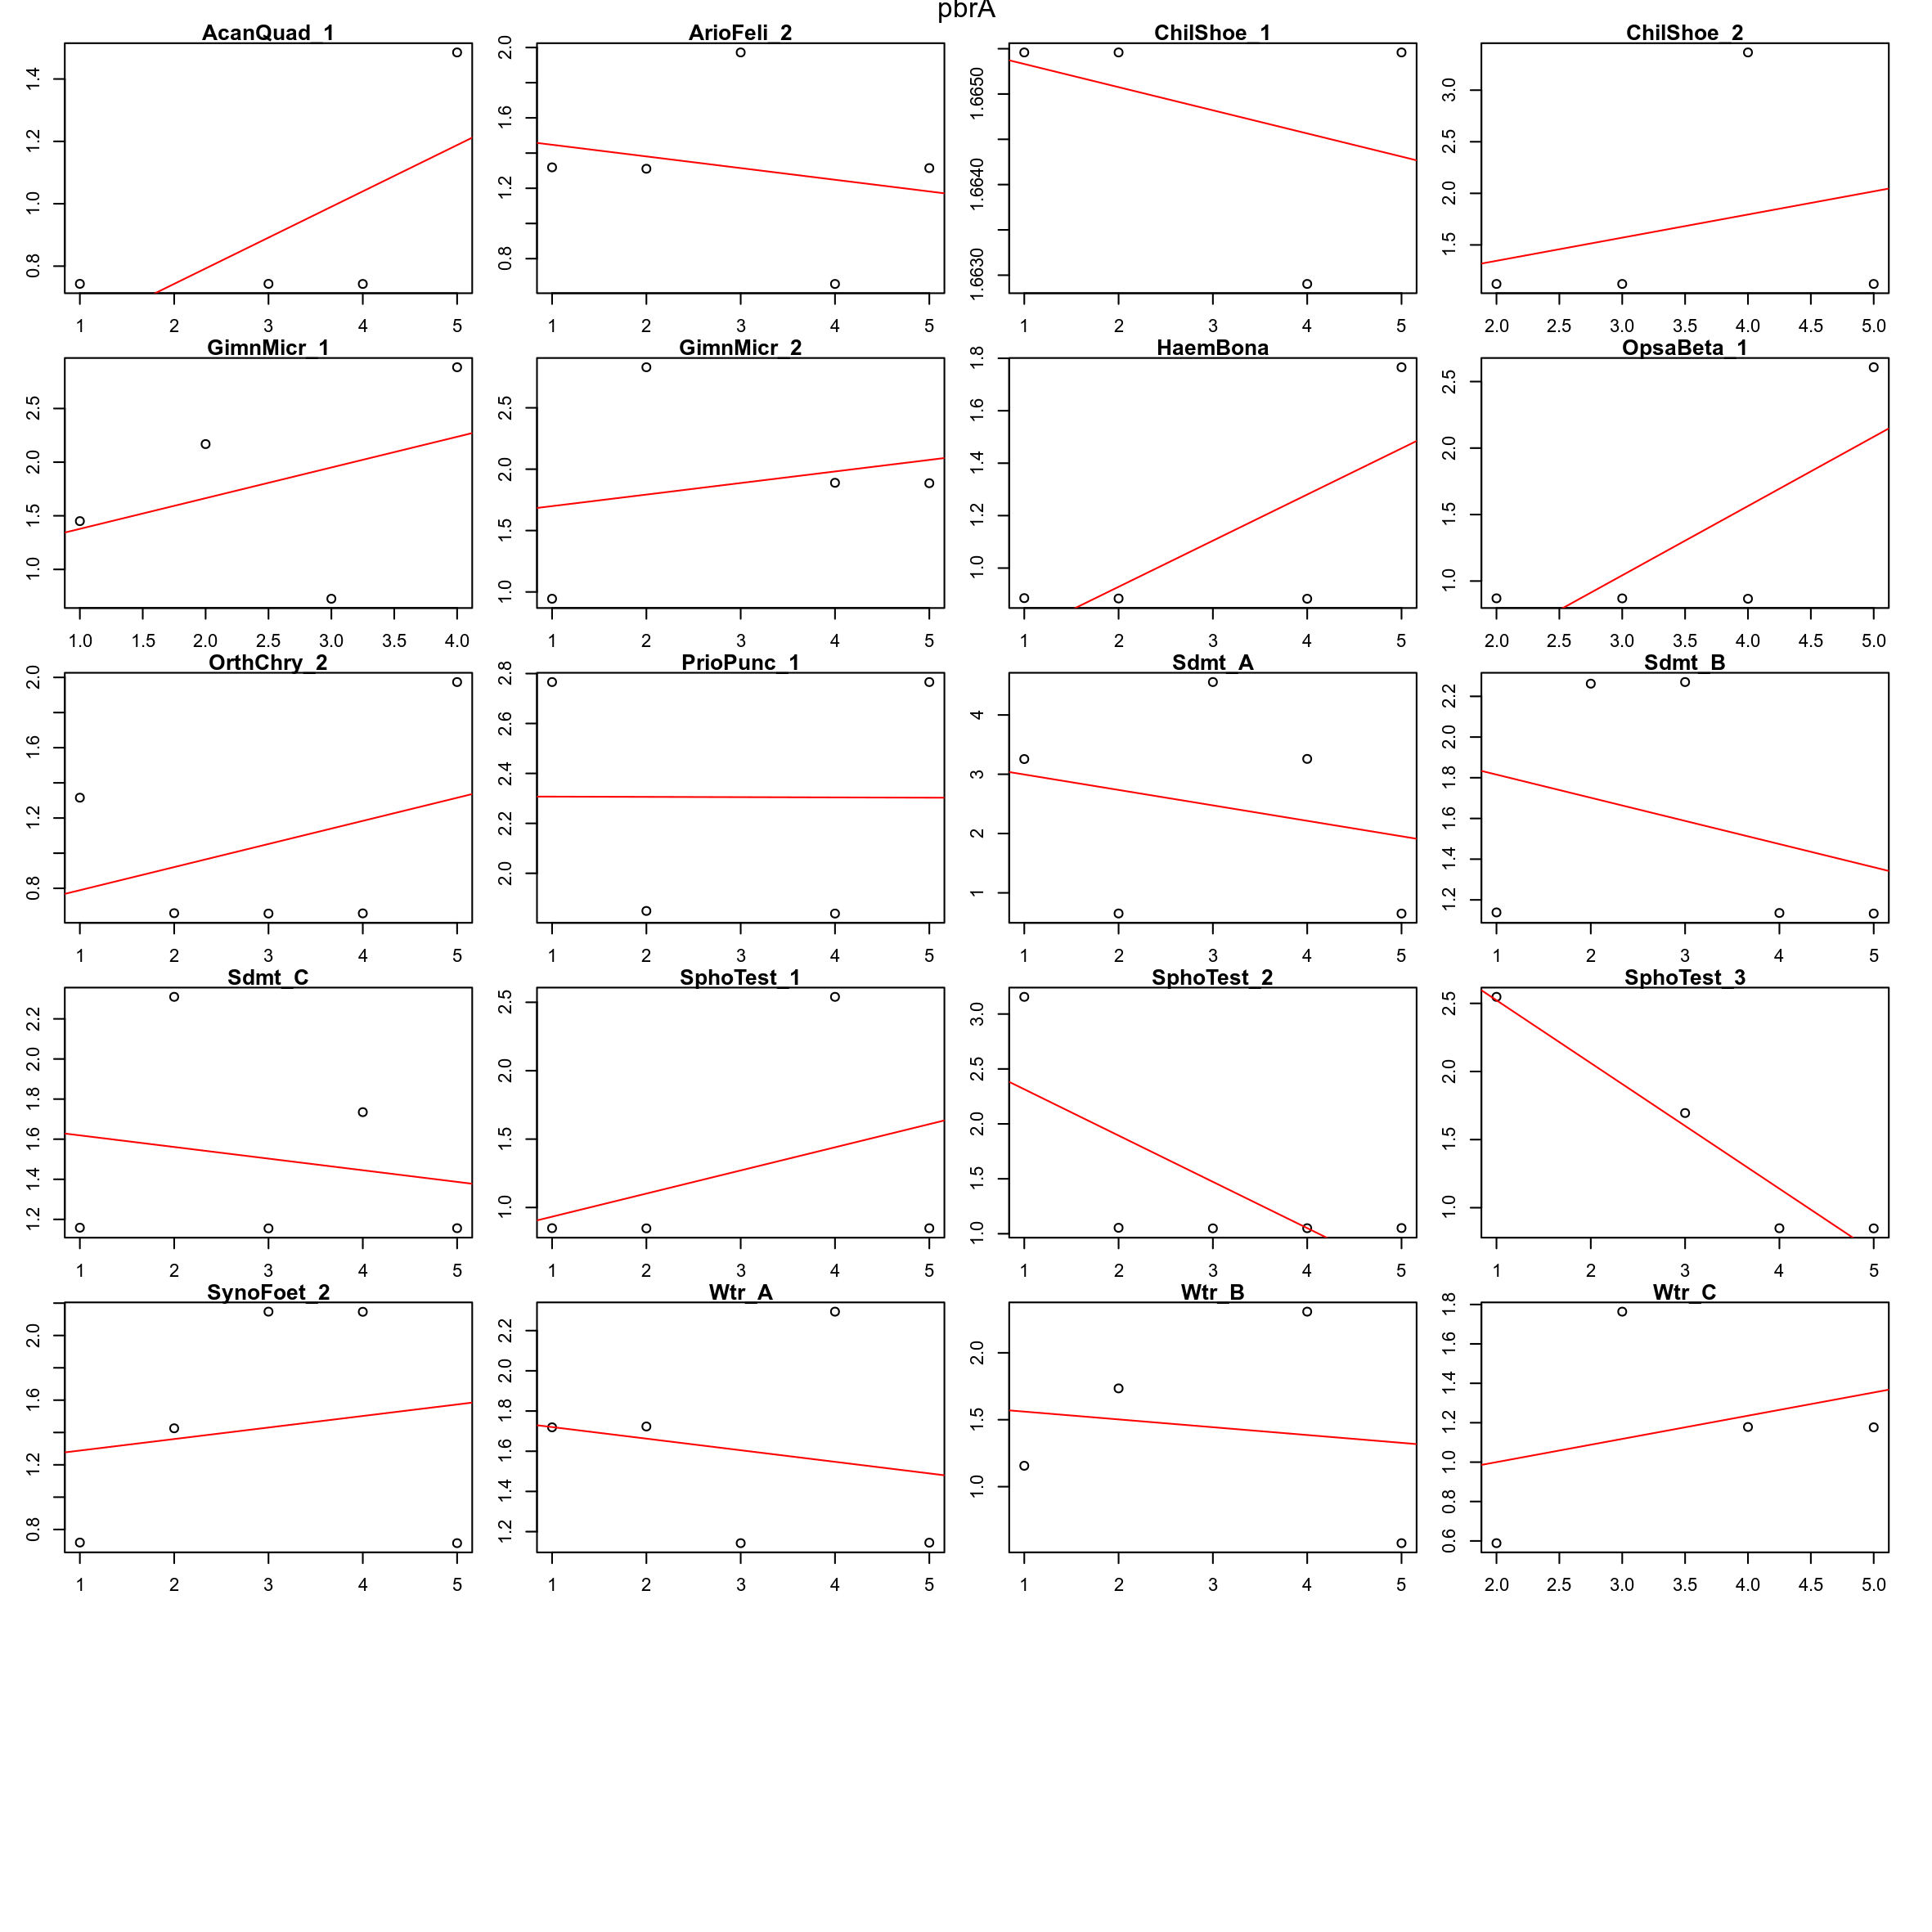 pbrA
AcanQuad_1
0.8 1.0 1.2 1.4
1 2 3 4 5
ArioFeli_2
0.8 1.2 1.6 2.0
1 2 3 4 5
ChilShoe_1
1.6630 1.6640 1.6650
1 2 3 4 5
ChilShoe_2
1.5 2.0 2.5 3.0
2.0 2.5 3.0 3.5 4.0 4.5 5.0
GimnMicr_1
1.0 1.5 2.0 2.5
1.0 1.5 2.0 2.5 3.0 3.5 4.0
GimnMicr_2
1.0 1.5 2.0 2.5
1 2 3 4 5
HaemBona
1.0 1.2 1.4 1.6 1.8
1 2 3 4 5
OpsaBeta_1
1.0 1.5 2.0 2.5
2.0 2.5 3.0 3.5 4.0 4.5 5.0
OrthChry_2
0.8 1.2 1.6 2.0
1 2 3 4 5
PrioPunc_1
2.0 2.2 2.4 2.6 2.8
1 2 3 4 5
Sdmt_A
1 2 3 4
1 2 3 4 5
Sdmt_B
1.2 1.4 1.6 1.8 2.0 2.2
1 2 3 4 5
Sdmt_C
1.2 1.4 1.6 1.8 2.0 2.2
1 2 3 4 5
SphoTest_1
1.0 1.5 2.0 2.5
1 2 3 4 5
SphoTest_2
1.0 1.5 2.0 2.5 3.0
1 2 3 4 5
SphoTest_3
1.0 1.5 2.0 2.5
1 2 3 4 5
SynoFoet_2
0.8 1.2 1.6 2.0
1 2 3 4 5
Wtr_A
1.2 1.4 1.6 1.8 2.0 2.2
1 2 3 4 5
Wtr_B
1.0 1.5 2.0
1 2 3 4 5
Wtr_C
0.6 0.8 1.0 1.2 1.4 1.6 1.8
2.0 2.5 3.0 3.5 4.0 4.5 5.0